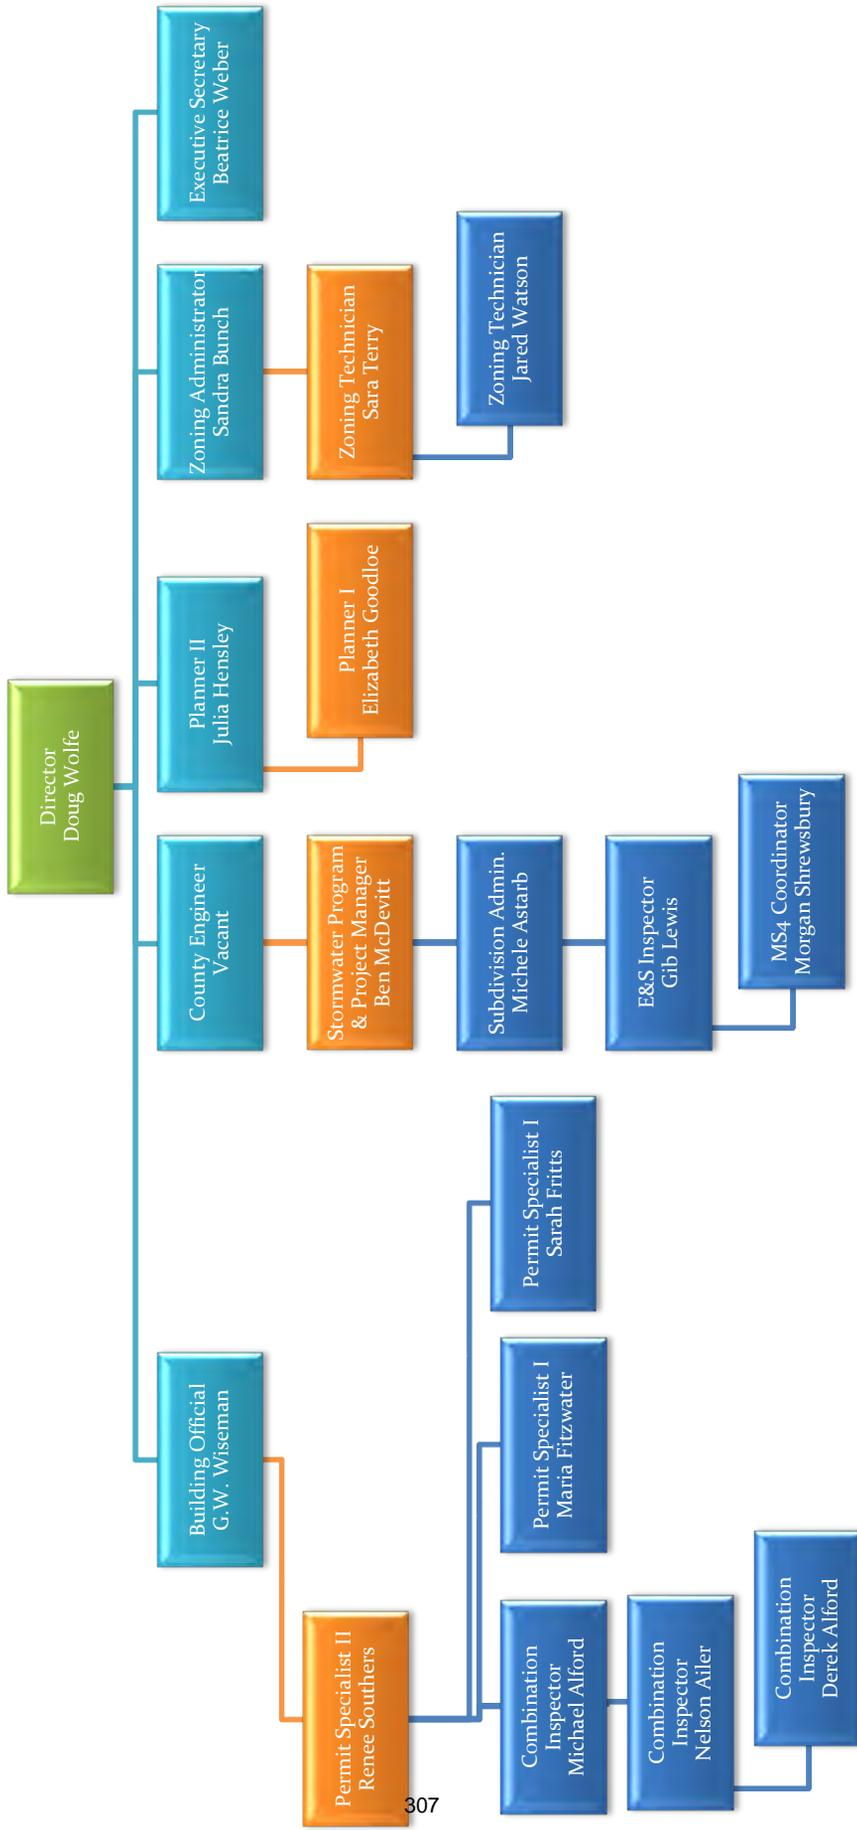 Director
Doug Wolfe
Building Official
G.W. Wiseman
County Engineer
Vacant
Planner II
Julia Hensley
Zoning Administrator
Sandra Bunch
Executive Secretary
Beatrice Weber
Permit Specialist II
Renee Southers
Stormwater Program
& Project Manager
Ben McDevitt
Planner I
Elizabeth Goodloe
Zoning Technician
Sara Terry
Combination
Inspector
Michael Alford
Permit Specialist I
Maria Fitzwater
Permit Specialist I
Sarah Fritts
Subdivision Admin.
Michele Astarb
Zoning Technician
Jared Watson
Combination
Inspector
Nelson Ailer
E&S Inspector
Gib Lewis
Combination
Inspector
Derek Alford
MS4 Coordinator
Morgan Shrewsbury
307